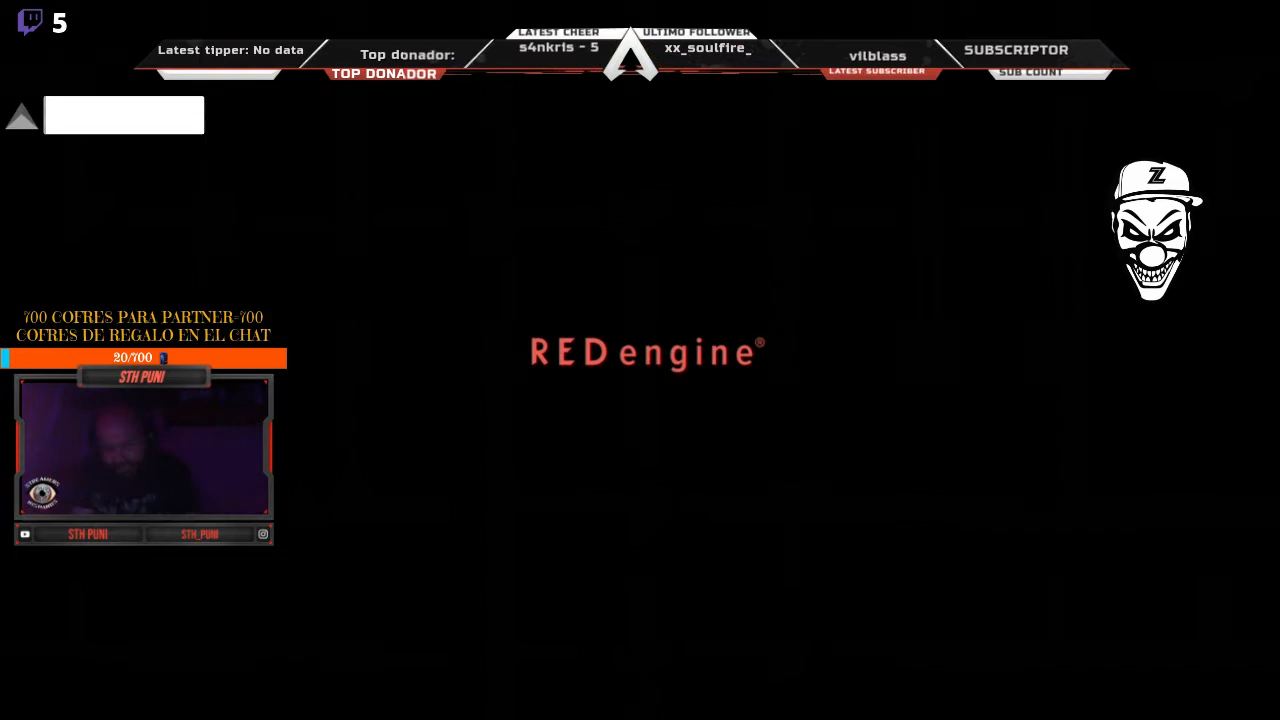 5
LATEST CHEER
ULTIMO FOLLOWER
Latest tipper: No data
Top donador:
s4nkris - 5
xx_soulfire_
vilblass
SUBSCRIPTOR
TOP DONADOR
LATEST SUBSCRIBER
SUB COUNT
Z
700 COFRES PARA PARTNER=700
COFRES DE REGALO EN EL CHAT
20/700
STH PUNI
RED engine®
STREAMERS
STH PUNI
STH_PUNI